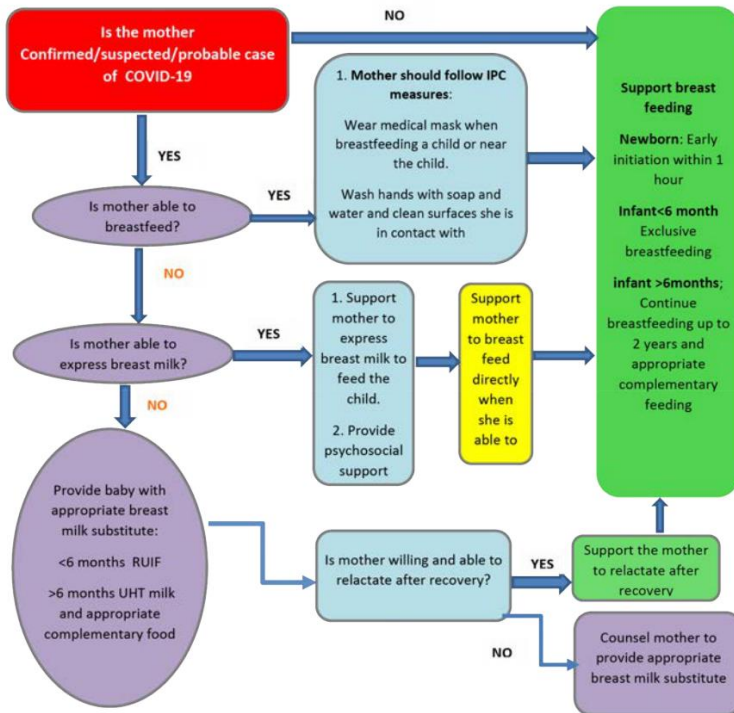 Is the mother
Confirmed/suspected/probable case
of COVID-19
NO
YES
1. Mother should follow IPC
measures:
Wear medical mask when
breastfeeding a child or near
the child.
Wash hands with soap and
water and clean surfaces she is
in contact with
Support breast
feeding
Newborn: Early
initiation within 1
hour
Infant<6 month
Exclusive
breastfeeding
infant >6months;
Continue
breastfeeding up to
2 years and
appropriate
complementary
feeding
Is mother able to
breastfeed?
YES
NO
Is mother able to
express breast milk?
YES
1. Support
mother to
express
breast milk to
feed the
child.
2. Provide
psychosocial
support
Support
mother
to breast
feed
directly
when
she is
able to
NO
Provide baby with
appropriate breast
milk substitute:
<6 months RUIF
>6 months UHT milk
and appropriate
complementary food
Is mother willing and able to
relactate after recovery?
YES
Support the mother
to relactate after
recovery
NO
Counsel mother to
provide appropriate
breast milk substitute